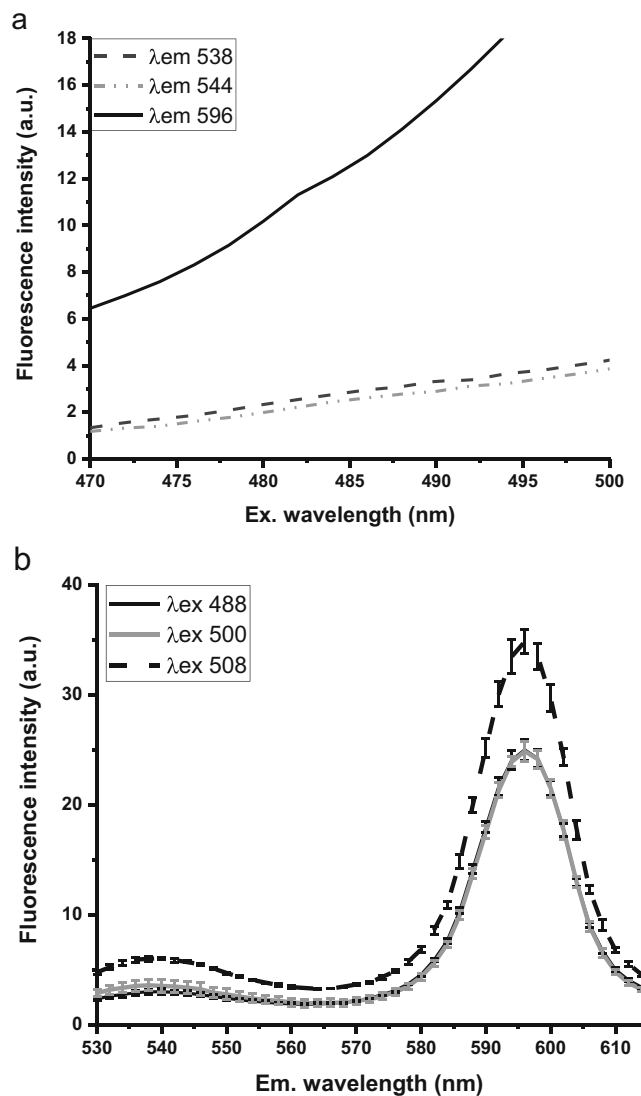 a
18
16
14
12
10
8
6
4
2
0
Fluorescence intensity (a.u.)
λem 538
λem 544
λem 596
470 475 480 485 490 495 500
Ex. wavelength (nm)
b
40
30
20
10
0
Fluorescence intensity (a.u.)
λex 488
λex 500
λex 508
530 540 550 560 570 580 590 600 610
Em. wavelength (nm)